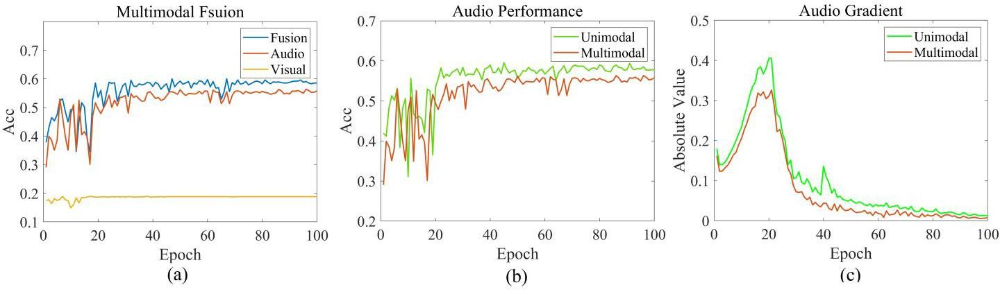 Multimodal Fsuion
Fusion
Audio
Visual
0.7
0.6
0.5
0.4
0.3
0.2
0.1
Acc
0 20 40 60 80 100
Epoch
(a)
Audio Performance
Unimodal
Multimodal
0.7
0.6
0.5
0.4
0.3
0.2
Acc
0 20 40 60 80 100
Epoch
(b)
Audio Gradient
Unimodal
Multimodal
0.5
0.4
0.3
0.2
0.1
0
Absolute Value
0 20 40 60 80 100
Epoch
(c)